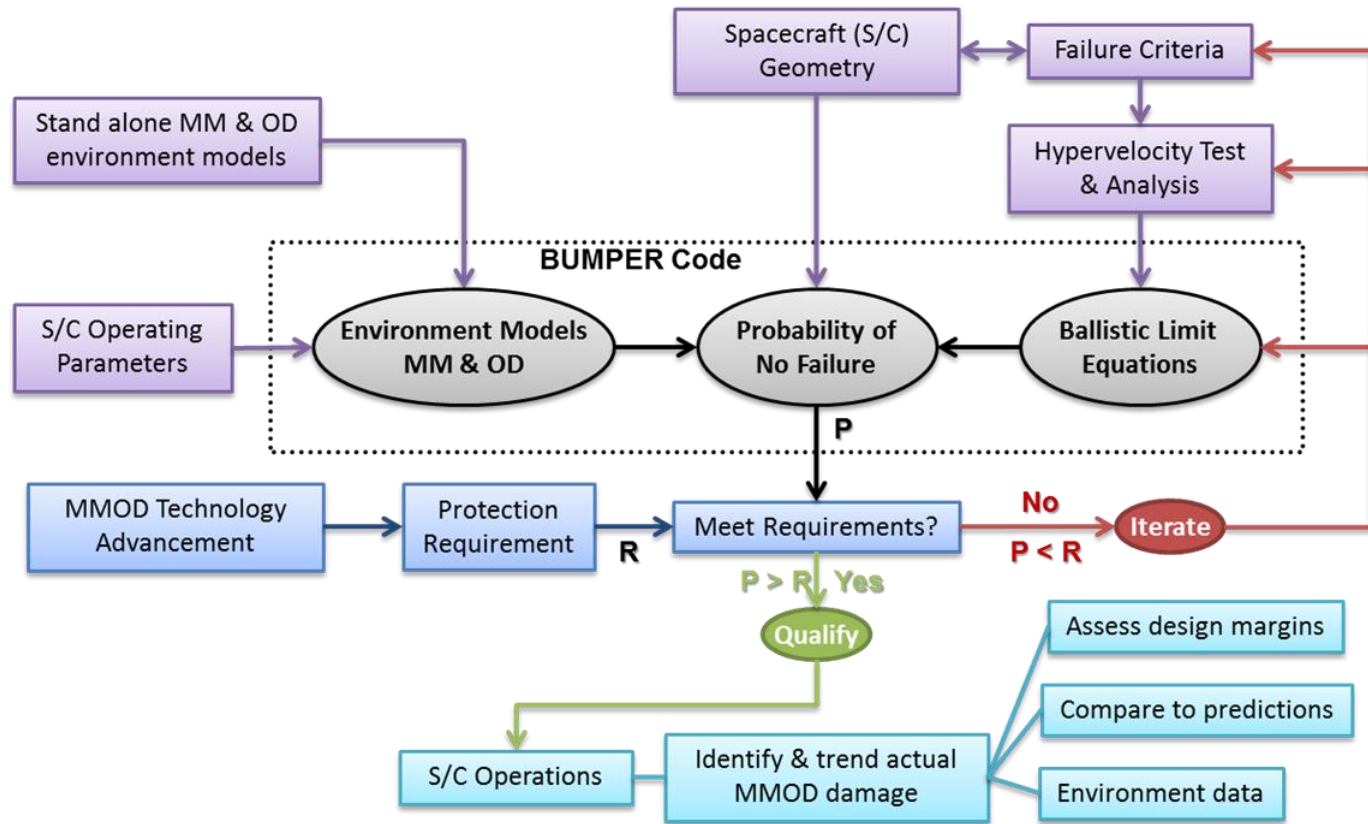 Spacecraft (S/C)
Geometry
Failure Criteria
Stand alone MM & OD
environment models
Hypervelocity Test
& Analysis
BUMPER Code
S/C Operating
Parameters
Environment Models
MM & OD
Probability of
No Failure
Ballistic Limit
Equations
P
MMOD Technology
Advancement
Protection
Requirement
R
Meet Requirements?
No
P < R
Iterate
P > R Yes
Qualify
Assess design margins
Compare to predictions
S/C Operations
Identify & trend actual
MMOD damage
Environment data